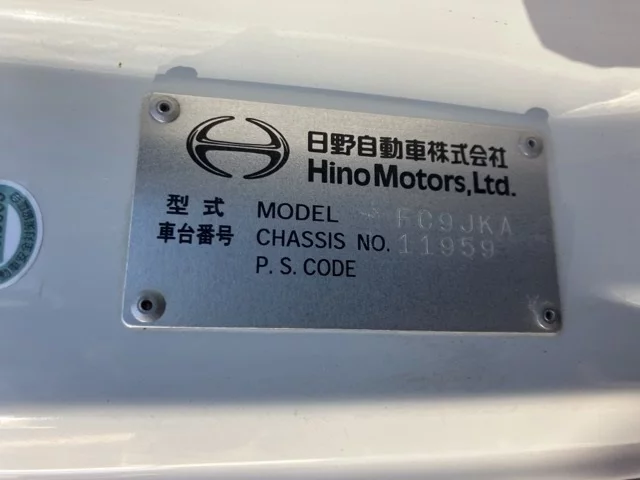 日野自動車株式会社
Hino Motors, Ltd.
型式 MODEL FC9JKA
車台番号 CHASSIS NO. 11959
P. S. CODE